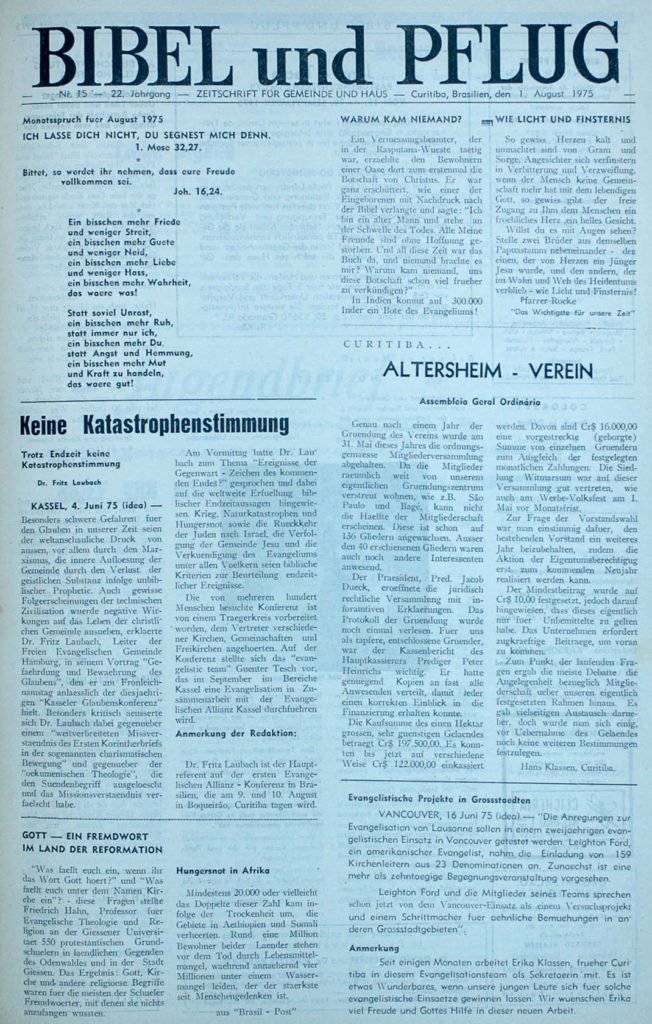 BIBEL und PFLUG
Nr. 15 — 22. Jahrgang — ZEITSCHRIFT FÜR GEMEINDE UND HAUS — Curitiba, Brasilien, den 1. August 1975
Monatsspruch fuer August 1975
ICH LASSE DICH NICHT, DU SEGNEST MICH DENN.
1. Mose 32,27.
*
Bittet, so werdet ihr nehmen, dass eure Freude
vollkommen sei.
Joh. 16,24.
*
Ein bisschen mehr Friede
und weniger Streit,
ein bisschen mehr Guete
und weniger Neid,
ein bisschen mehr Liebe
und weniger Hass,
ein bisschen mehr Wahrheit,
das waere was!
Statt soviel Unrast,
ein bisschen mehr Ruh,
statt immer nur ich,
ein bisschen mehr Du,
statt Angst und Hemmung,
ein bisschen mehr Mut
und Kraft zu handeln,
das waere gut!
WARUM KAM NIEMAND?
Ein Vermessungsbeamter, der
in der Rasputana-Wueste taetig
war, erzaehlte den Bewohnern
einer Oase dort zum erstenmal die
Botschaft von Christus. Er war
ganz erschüttert, wie einer der
Eingeborenen mit Nachdruck nach
der Bibel verlangte und sagte: "Ich
bin ein alter Mann und stehe an
der Schwelle des Todes. Alle Meine
Freunde sind ohne Hoffnung ge-
storben. Und all diese Zeit war das
Buch da, und niemand brachte es
mir? Warum kam niemand, uns
diese Botschaft schon viel frueher
zu verkündigen?"
In Indien kommt auf 300.000
Inder ein Bote des Evangeliums!
WIE LICHT UND FINSTERNIS
So gewiss Herzen kalt und
umnachtet sind von Gram und
Sorge, Angesichter sich verfinstern
in Verbitterung und Verzweiflung,
wenn der Mensch keine Gemein-
schaft mehr hat mit dem lebendigen
Gott, so gewiss gibt der freie
Zugang zu Ihm dem Menschen ein
froehliches Herz, ein helles Gesicht.
Willst du es mit Augen sehen?
Stelle zwei Brüder aus demselben
Papuastamm nebeneinander - den
einen, der von Herzen ein Jünger
Jesu wurde, und den andern, der
im Wahn und Weh des Heidentums
verblieb - wie Licht und Finsternis!
Pfarrer Rocke
"Das Wichtigste für unsere Zeit"
CURITIBA...
ALTERSHEIM - VEREIN
Assembleia Geral Ordinária
Genau nach einem Jahr der
Gruendung des Vereins wurde am
31. Mai dieses Jahres die ordnungs-
gemaesse Mitgliederversammlung
abgehalten. Da die Mitglieder
raeumlich weit von unserem
eigentlichen Gruendungszentrum
verstreut wohnen, wie z.B. São
Paulo und Bagé, kann nicht
die Haelfte der Mitgliederschaft
erscheinen. Diese ist schon auf
136 Gliedern angewachsen. Ausser
den 40 erschienenen Gliedern waren
auch noch andere Interessenten
anwesend.
Der Praesident, Pred. Jacob
Dueck, eroeffnete die juridisch
rechtliche Versammlung mit in-
foramtiven Erklaerungen. Das
Protokoll der Gruendung wurde
noch einmal verlesen. Fuer uns
als tapfere, entschlossene Gruender,
war der Kassenbericht des
Hauptkassierers Prediger Peter
Heinrichs wichtig. Er hatte
genuegend Kopien an fast alle
Anwesenden verteilt, damit jeder
einen korrekten Einblick in die
Finanzierung erhalten konnte.
Die Kaufsumme des einen Hektar
grossen, sehr guenstigen Gelaendes
betraegt Cr$ 197.500,00. Es konn-
ten bis jetzt auf verschiedene
Weise Cr$ 122.000,00 einkassiert
werden. Davon sind Cr$ 16.000,00
eine vorgestreckte (geborgte)
Summe von einzelnen Gruendern
zum Ausgleich der festgelegten
monatlichen Zahlungen. Die Sied-
lung Witmarsum war auf dieser
Versammlung gut vertreten, wie
auch am Werbe-Volksfest am 1.
Mai vor Monatsfrist.
Zur Frage der Vorstandswahl
war man einstimmig dafuer, den
bestehenden Vorstand ein weiteres
Jahr beizubehalten, zudem die
Aktion der Eigentumsberechtigung
erst zum kommenden Neujahr
realisiert werden kann.
Der Mindestbeitrag wurde auf
Cr$ 10,00 festgesetzt, jedoch darauf
hingewiesen, dass dieses eigentlich
nur fuer Unbemittelte zu gelten
habe. Das Unternehmen erfordert
zugkraeftige Beitraege, um voran
zu kommen.
Zum Punkt der laufenden Fra-
gen ergab die meiste Debatte die
Angelegenheit bezueglich Mitglie-
derschaft ueber unseren eigentlich
festgesetzten Rahmen hinaus. Es
gab vielseitigen Austausch darue-
ber, doch wurde man sich einig,
vor Uebernahme des Gelaendes
noch keine weiteren Bestimmungen
festzulegen.
Hans Klassen, Curitiba.
Keine Katastrophenstimmung
Trotz Endzeit keine
Katastrophenstimmung
Dr. Fritz Laubach
KASSEL, 4. Juni 75 (idea) —
Besonders schwere Gefahren fuer
den Glauben in unserer Zeit seien
der weltanschauliche Druck von
aussen, vor allem durch den Mar-
xismus, die innere Aufloesung der
Gemeinde durch den Verlust der
geistlichen Substanz infolge unbib-
lischer Prophetie. Auch gewisse
Folgeerscheinungen der technischen
Zivilisation wuerde negative Wir-
kungen auf das Leben der christli-
chen Gemeinde ausuehen, erklaerte
Dr. Fritz Laubach, Leiter der
Freien Evangelischen Gemeinde
Hamburg, in seinem Vortrag "Ge-
faehrdung und Bewahrung des
Glaubens", den er am Fronleich-
namstag anlaesslich der diesjaehri-
gen "Kasseler Glaubenskonferenz"
hielt. Besonders kritisch aeusserte
sich Dr. Laubach dabei gegenueber
einem "weitverbreiteten Missver-
staendnis des Ersten Korintherbriefs
in der sogenannten charismatischen
Bewegung" und gegenueber der
"oekumenischen Theologie", die
den Suendenbegriff ausgeloescht
und das Missionsverstaendnis ver-
faelscht habe.
Am Vormittag hatte Dr. Lau-
bach zum Thema "Ereignisse der
Gegenwart - Zeichen des kommen-
den Endes?" gesprochen und dabei
auf die weltweite Erfuellung bib-
lischer Endzeitaussagen hingewie-
sen. Krieg, Naturkatastrophen und
Hungersnot sowie die Rueckkehr
der Juden nach Israel, die Verfol-
gung der Gemeinde Jesu und die
Verkuendigung des Evangeliums
unter allen Voelkern seien biblische
Kriterien zur Beurteilung endzeit-
licher Ereignisse.
Die von mehreren hundert
Menschen besuchte Konferenz ist
von einem Traegerkreis vorbereitet
worden, dem Vertreter verschiede-
ner Kirchen, Gemeinschaften und
Freikirchen angehoerten. Auf der
Konferenz stellte sich das "evan-
gelistic team" Guenter Tesch vor,
das im September im Bereiche
Kassel eine Evangelisation in Zu-
sammenarbeit mit der Evangeli-
schen Allianz Kassel durchfuehren
wird.
Anmerkung der Redaktion:
Dr. Fritz Laubach ist der Haupt-
referent auf der ersten Evange-
lischen Allianz - Konferenz in Bra-
silien, die am 9. und 10. August
in Boqueirão, Curitiba tagen wird.
GOTT — EIN FREMDWORT
IM LAND DER REFORMATION
"Was faellt euch ein, wenn ihr
das Wort Gott hoert?" und "Was
faellt euch unter dem Namen Kir-
che ein"? - diese Fragen stellte
Friedrich Hahn, Professor fuer
Evangelische Theologie und Re-
ligion an der Giessener Universi-
taet 550 protestantischen Grund-
schuelern in laendlichen Gegenden
des Odenwaldes und in der Stadt
Giessen. Das Ergebnis: Gott, Kir-
che und andere religioese Begriffe
waren fuer die meisten der Schueler
Fremdwoerter, mit denen sie nichts
anzufangen wussten.
Hungersnot in Afrika
Mindestens 20.000 oder vielleicht
das Doppelte dieser Zahl kam in-
folge der Trockenheit um, die
Gebiete in Aethiopien und Somali
verheerten. Rund eine Million
Bewohner beider Laender stehen
vor dem Tod durch Lebensmittel-
mangel, waehrend annaehernd vier
Millionen unter einem Wasser-
mangel leiden, der der staerkste
seit Menschengedenken ist.
aus "Brasil - Post"
Evangelistische Projekte in Grosstaedten
VANCOUVER, 16 Juni 75 (idea) — "Die Anregungen zur
Evangelisation von Lausanne sollen in einem zweijaehrigen evan-
gelistischen Einsatz in Vancouver getestet werden. Leighton Ford,
ein amerikanischer Evangelist, nahm die Einladung von 159
Kirchenleitern aus 23 Denominationen an. Zunaechst ist eine
mehr als zehntaegige Begegnungsveranstaltung vorgesehen.
Leighton Ford und die Mitglieder seines Teams sprechen
schon jetzt von dem Vancouver-Einsatz als einem Versuchsprojekt
und einem Schrittmacher fuer aehnliche Bemuehungen in an-
deren Grosstadtgebieten".
Anmerkung
Seit einigen Monaten arbeitet Erika Klassen, frueher Curi-
tiba in diesem Evangelisationsteam als Sekretaerin mit. Es ist
etwas Wunderbares, wenn unsere jungen Leute sich fuer solche
evangelistische Einsaetze gewinnen lassen. Wir wuenschen Erika
viel Freude und Gottes Hilfe in dieser neuen Arbeit.